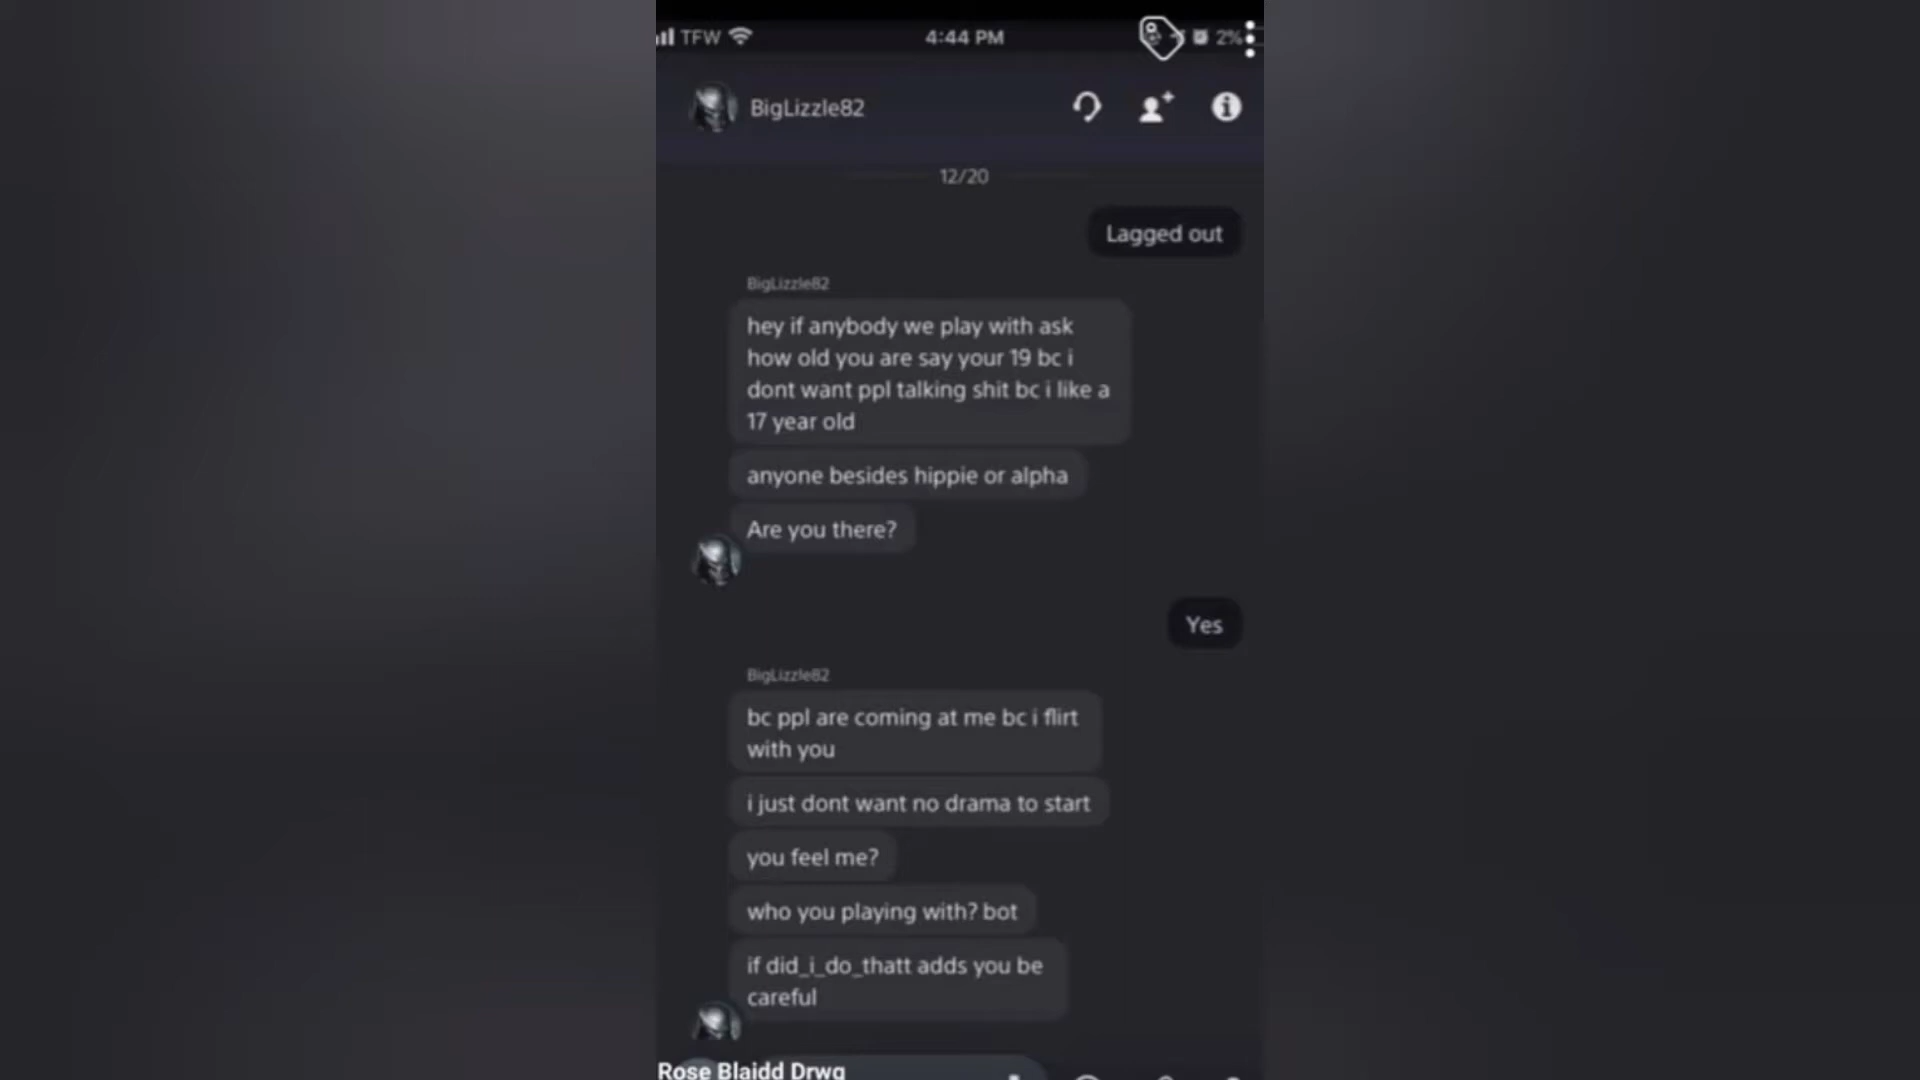 TFW
4:44 PM
2%
BigLizzle82
12/20
Lagged out
BigLizzle82
hey if anybody we play with ask
how old you are say your 19 bc i
dont want ppl talking shit bc i like a
17 year old
anyone besides hippie or alpha
Are you there?
Yes
BigLizzle82
bc ppl are coming at me bc i flirt
with you
i just dont want no drama to start
you feel me?
who you playing with? bot
if did_i_do_thatt adds you be
careful
Rose Blaidd Drwg